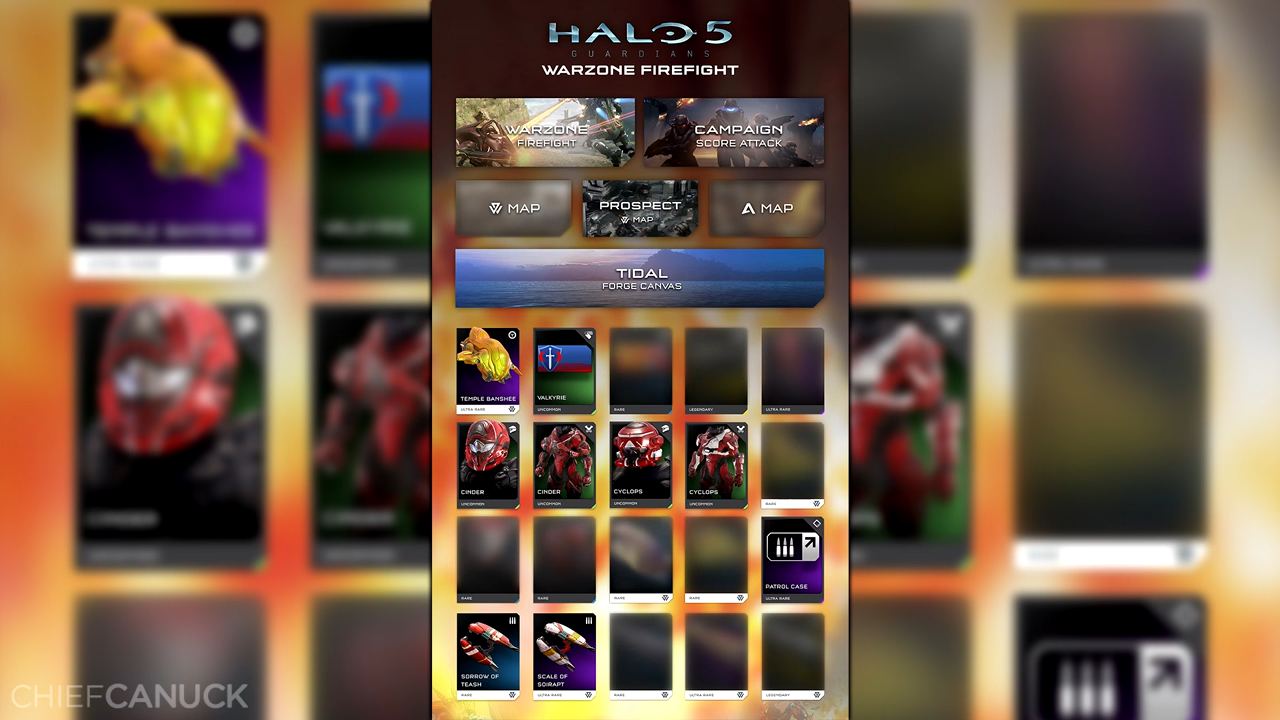 HALO 5
GUARDIANS
WARZONE FIREFIGHT
WARZONE
FIREFIGHT
CAMPAIGN
SCORE ATTACK
MAP
PROSPECT
MAP
MAP
TIDAL
FORGE CANVAS
TEMPLE BANSHEE
ULTRA RARE
VALKYRIE
UNCOMMON
RARE
LEGENDARY
ULTRA RARE
CINDER
UNCOMMON
CINDER
UNCOMMON
CYCLOPS
UNCOMMON
CYCLOPS
UNCOMMON
RARE
RARE
RARE
RARE
RARE
PATROL CASE
ULTRA RARE
SORROW OF
TEASH
RARE
SCALE OF
SOIRAPT
ULTRA RARE
RARE
ULTRA RARE
LEGENDARY
CHIEFCANUCK